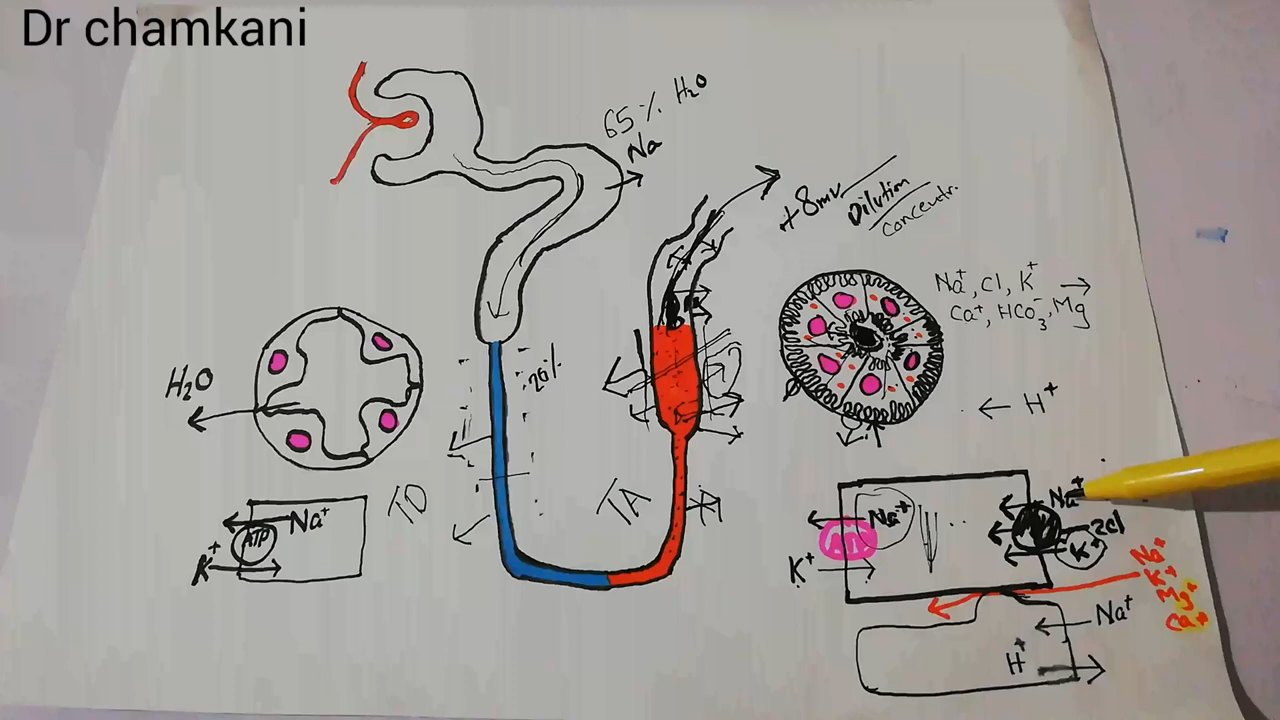 Dr chamkani
65% H₂O
Na
+8mv
Dilution
concentr.
Na⁺, Cl, K⁺
Ca⁺, HCO₃⁻, Mg
H⁺
H₂O
20%
TD
TA
Na⁺
ATP
K⁺
Na⁺
K⁺
Na⁺
2cl
K⁺
Na⁺
K⁺
Mg⁺
Ca⁺
Na⁺
H⁺